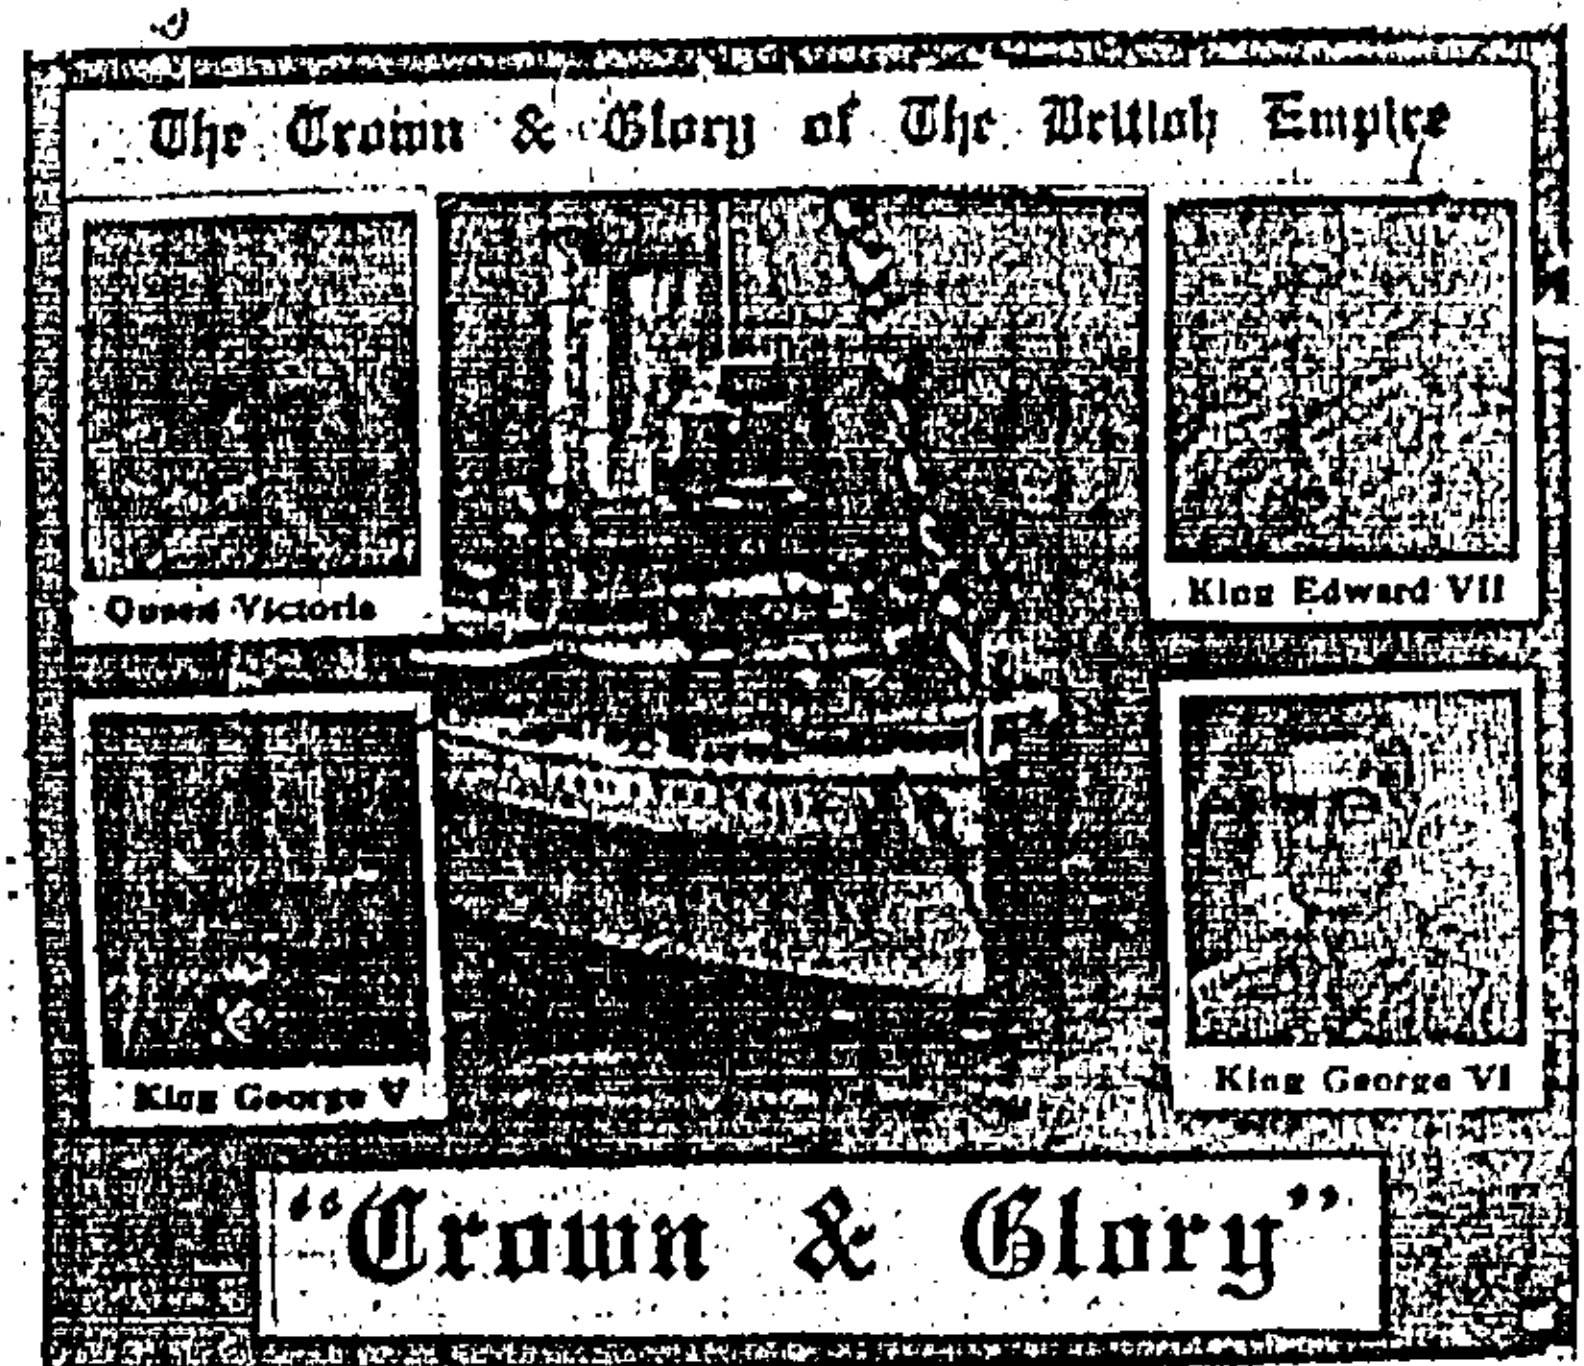 The Crown & Glory of The British Empire
Queen Victoria
King Edward VII
King George V
King George VI
"Crown & Glory"